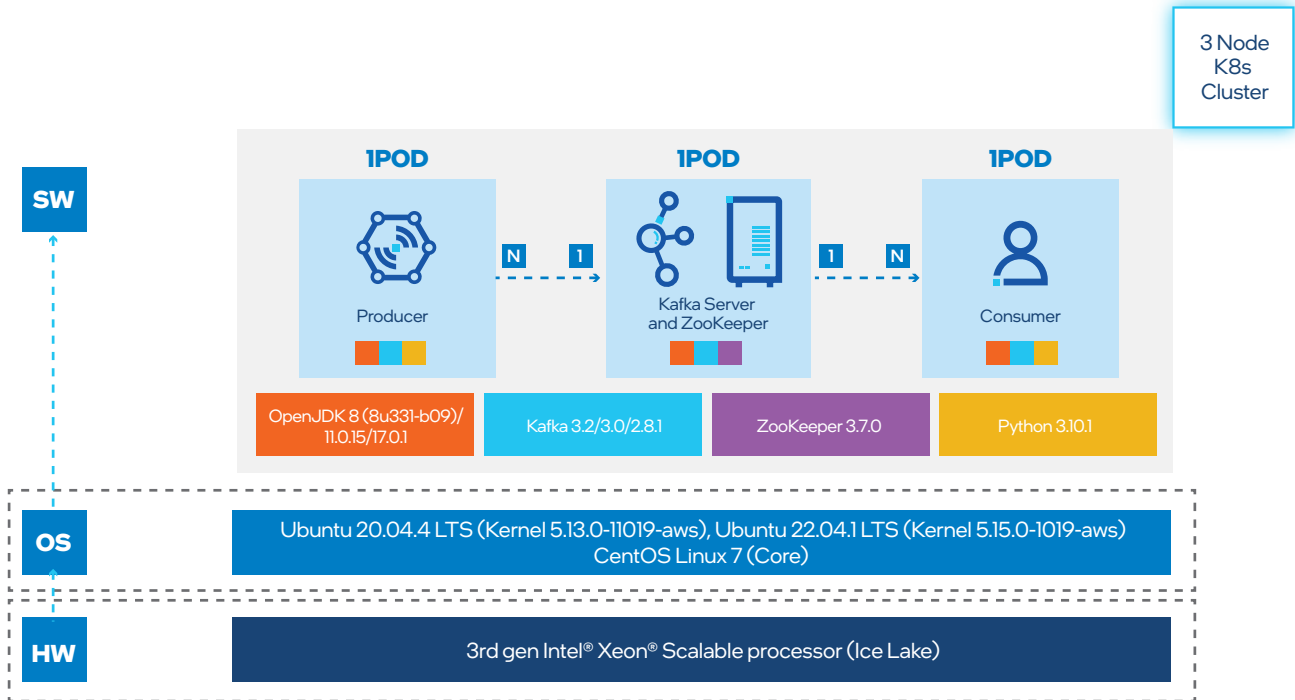 3 Node
K8s
Cluster
1POD
1POD
1POD
SW
N
1
1
N
Producer
Kafka Server
and ZooKeeper
Consumer
OpenJDK 8 (8u331-b09)/
11.0.15/17.0.1
Kafka 3.2/3.0/2.8.1
ZooKeeper 3.7.0
Python 3.10.1
OS
Ubuntu 20.04.4 LTS (Kernel 5.13.0-11019-aws), Ubuntu 22.04.1 LTS (Kernel 5.15.0-1019-aws)
CentOS Linux 7 (Core)
HW
3rd gen Intel® Xeon® Scalable processor (Ice Lake)